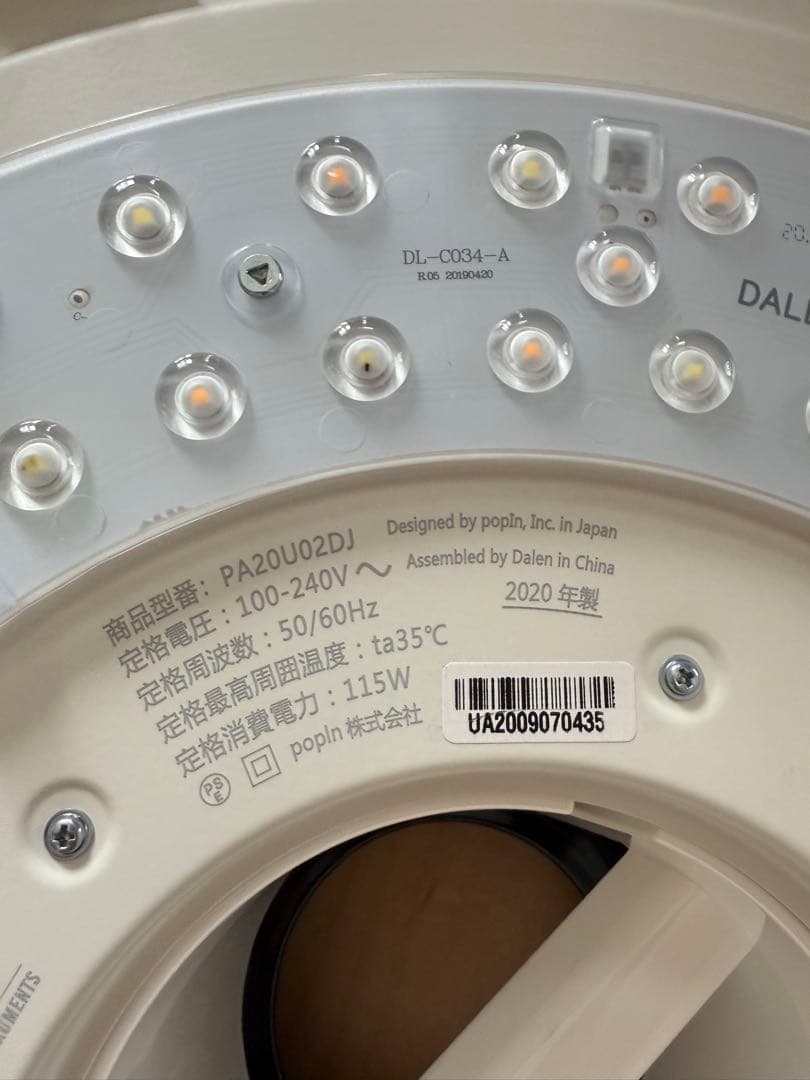 DL-C034-A
R.05 20190420
商品型番：PA20U02DJ
定格電圧：100-240V～
定格周波数：50/60Hz
定格最高周囲温度：ta35℃
定格消費電力：115W
PSE popIn 株式会社
Designed by popIn, Inc. in Japan
Assembled by Dalen in China
2020 年製
UA2009070435